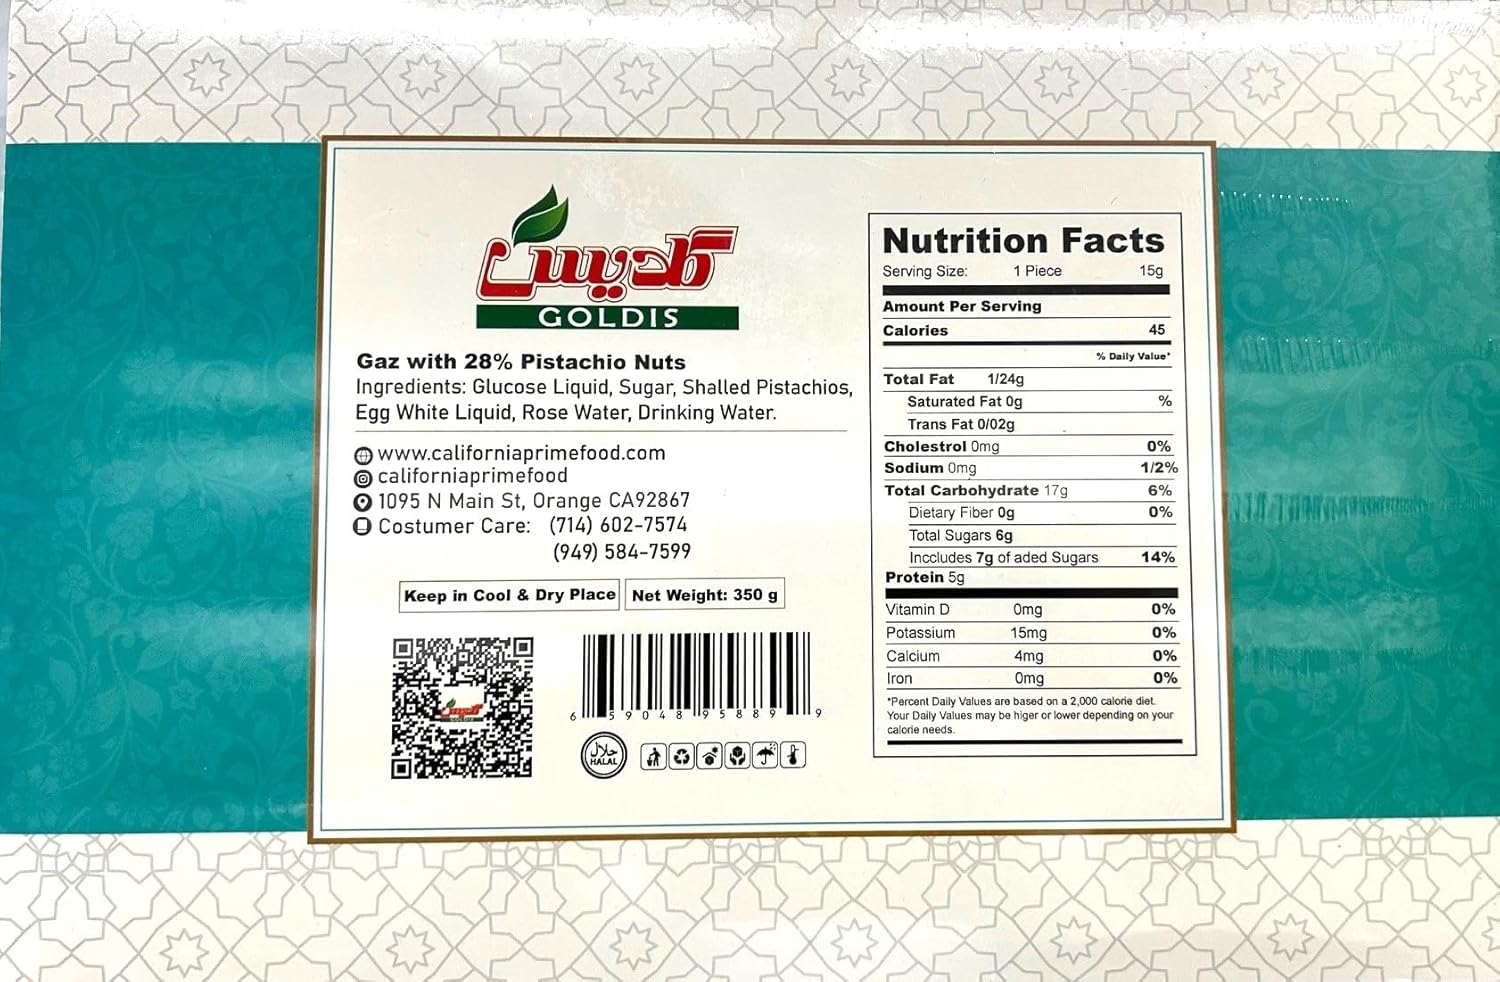 گلدیس
GOLDIS
Gaz with 28% Pistachio Nuts
Ingredients: Glucose Liquid, Sugar, Shalled Pistachios,
Egg White Liquid, Rose Water, Drinking Water.
www.californiaprimefood.com
californiaprimefood
1095 N Main St, Orange CA92867
Costumer Care: (714) 602-7574
(949) 584-7599
Keep in Cool & Dry Place
Net Weight: 350 g
گلدیس
GOLDIS
6 59048 95889 9
حلال
HALAL
Nutrition Facts
Serving Size: 1 Piece 15g
Amount Per Serving
Calories 45
% Daily Value*
Total Fat 1/24g
Saturated Fat 0g %
Trans Fat 0/02g
Cholestrol 0mg 0%
Sodium 0mg 1/2%
Total Carbohydrate 17g 6%
Dietary Fiber 0g 0%
Total Sugars 6g
Inccludes 7g of aded Sugars 14%
Protein 5g
Vitamin D 0mg 0%
Potassium 15mg 0%
Calcium 4mg 0%
Iron 0mg 0%
*Percent Daily Values are based on a 2,000 calorie diet.
Your Daily Values may be higer or lower depending on your
calorie needs.